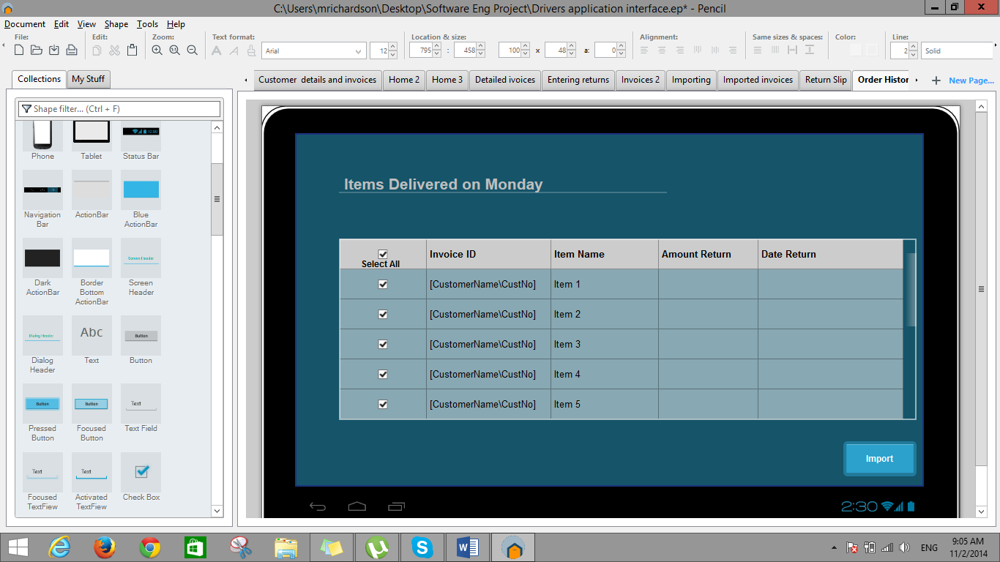 C:\Users\mrichardson\Desktop\Software Eng Project\Drivers application interface.ep* - Pencil
Document Edit View Shape Tools Help
File: Edit: Zoom: Text format: Location & size: Alignment: Same sizes & spaces: Color: Line:
Arial 12 795 : 458 100 x 48 a: 0 2 Solid
Collections My Stuff
Customer details and invoices Home 2 Home 3 Detailed ivoices Entering returns Invoices 2 Importing Imported invoices Return Slip Order Histor New Page...
Shape filter... (Ctrl + F)
12:00
Phone Tablet Status Bar
Navigation Bar
ActionBar
Blue ActionBar
Screen Header
Dark ActionBar
Border Bottom ActionBar
Screen Header
Dialog Header
Abc
Button
Dialog Header
Text
Button
Button Button Text
Pressed Button
Focused Button
Text Field
Text Text
Focused TextFiew
Activated TextFiew
Check Box
Items Delivered on Monday
Select All Invoice ID Item Name Amount Return Date Return
[CustomerName\CustNo] Item 1
[CustomerName\CustNo] Item 2
[CustomerName\CustNo] Item 3
[CustomerName\CustNo] Item 4
[CustomerName\CustNo] Item 5
Import
2:30
ENG
9:05 AM
11/2/2014